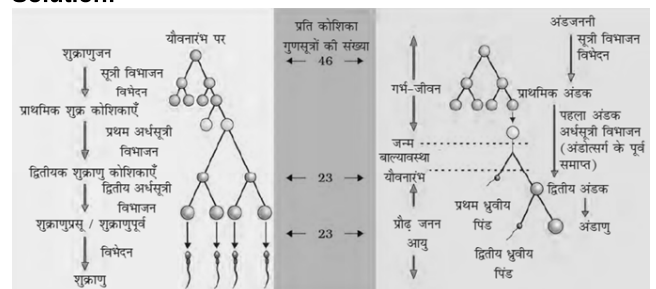 Solution:
यौवनारंभ पर
शुक्राणुजन
सूत्री विभाजन
विभेदन
प्राथमिक शुक्र कोशिकाएँ
प्रथम अर्धसूत्री
विभाजन
द्वितीयक शुक्राणु कोशिकाएँ
द्वितीय अर्धसूत्री
विभाजन
शुक्राणुप्रसू / शुक्राणुपूर्व
विभेदन
शुक्राणु
प्रति कोशिका
गुणसूत्रों की संख्या
46
23
23
गर्भ-जीवन
जन्म
बाल्यावस्था
यौवनारंभ
प्रौढ़ जनन
आयु
अंडजननी
सूत्री विभाजन
विभेदन
प्राथमिक अंडक
पहला अंडक
अर्धसूत्री विभाजन
(अंडोत्सर्ग के पूर्व
समाप्त)
प्रथम ध्रुवीय
पिंड
द्वितीय अंडक
अंडाणु
द्वितीय ध्रुवीय
पिंड